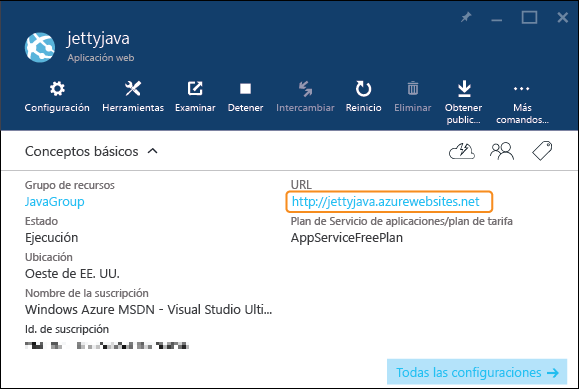 jettyjava
Aplicación web
Configuración
Herramientas
Examinar
Detener
Intercambiar
Reinicio
Eliminar
Obtener public...
Más comandos...
Conceptos básicos
Grupo de recursos
JavaGroup
Estado
Ejecución
Ubicación
Oeste de EE. UU.
Nombre de la suscripción
Windows Azure MSDN - Visual Studio Ulti...
Id. de suscripción
URL
http://jettyjava.azurewebsites.net
Plan de Servicio de aplicaciones/plan de tarifa
AppServiceFreePlan
Todas las configuraciones